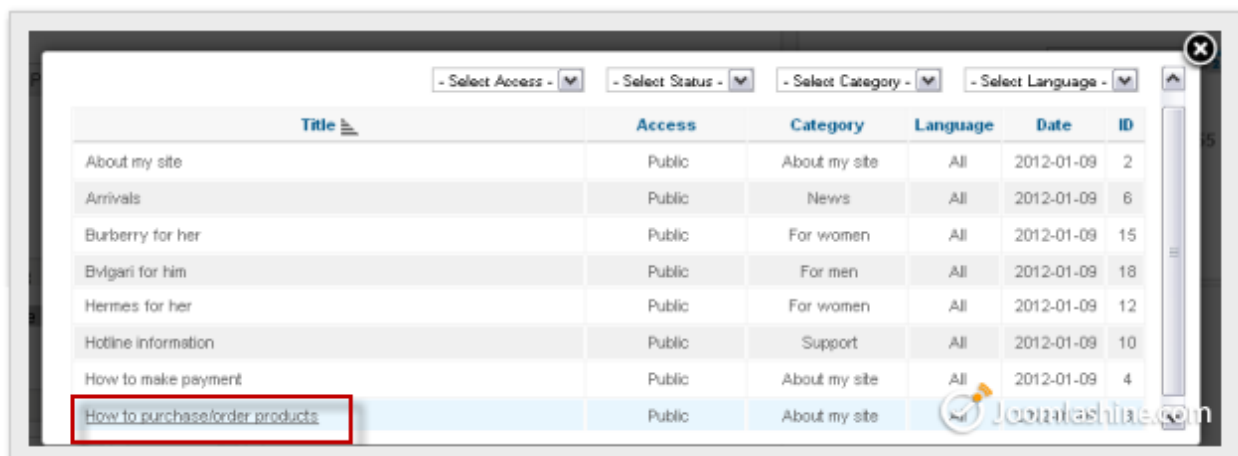 - Select Access - - Select Status - - Select Category - - Select Language -
Title Access Category Language Date ID
About my site Public About my site All 2012-01-09 2
Arrivals Public News All 2012-01-09 6
Burberry for her Public For women All 2012-01-09 15
Bvlgari for him Public For men All 2012-01-09 18
Hermes for her Public For women All 2012-01-09 12
Hotline information Public Support All 2012-01-09 10
How to make payment Public About my site All 2012-01-09 4
How to purchase/order products Public About my site All 3
Joomlashine.com